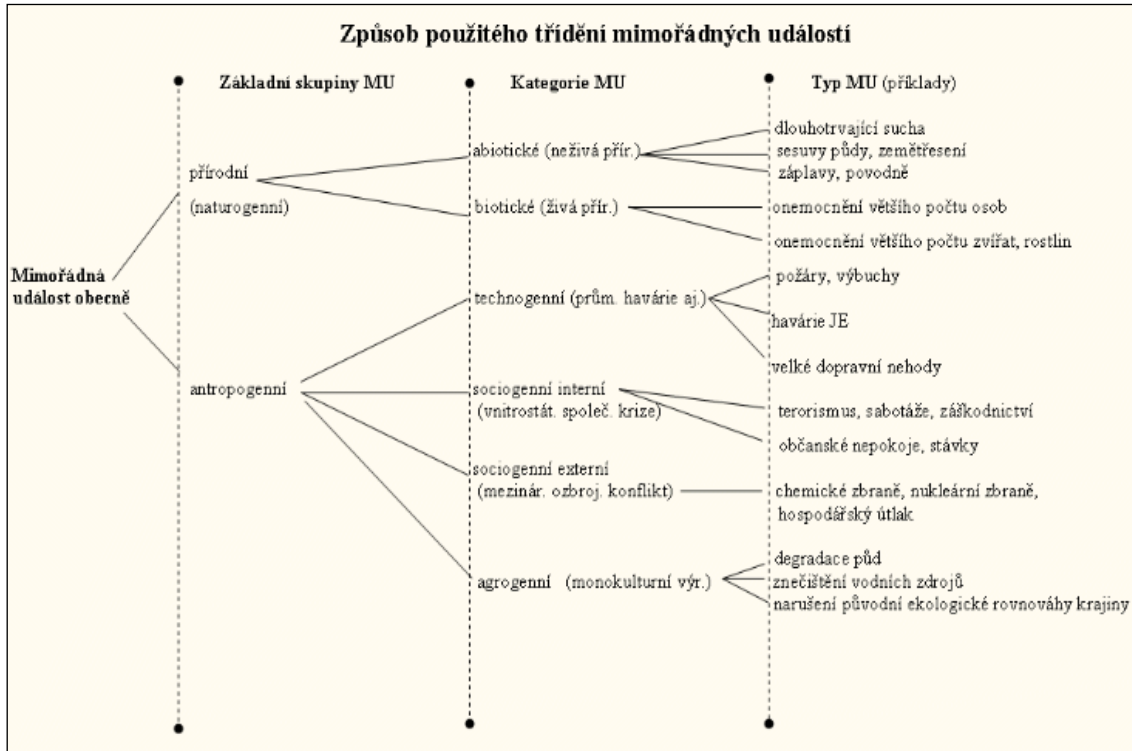 Způsob použitého třídění mimořádných událostí
Základní skupiny MU
Kategorie MU
Typ MU (příklady)
Mimořádná
událost obecně
přírodní
(naturogenní)
antropogenní
abiotické (neživá přír.)
biotické (živá přír.)
technogenní (prům. havárie aj.)
sociogenní interní
(vnitrostát. společ. krize)
sociogenní externí
(mezinár. ozbroj. konflikt)
agrogenní (monokulturní výr.)
dlouhotrvající sucha
sesuvy půdy, zemětřesení
záplavy, povodně
onemocnění většího počtu osob
onemocnění většího počtu zvířat, rostlin
požáry, výbuchy
havárie JE
velké dopravní nehody
terorismus, sabotáže, záškodnictví
občanské nepokoje, stávky
chemické zbraně, nukleární zbraně,
hospodářský útlak
degradace půd
znečištění vodních zdrojů
narušení původní ekologické rovnováhy krajiny